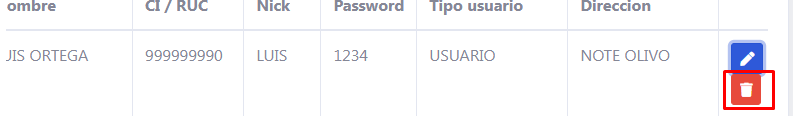 ombre CI / RUC Nick Password Tipo usuario Direccion
JIS ORTEGA 999999990 LUIS 1234 USUARIO NOTE OLIVO